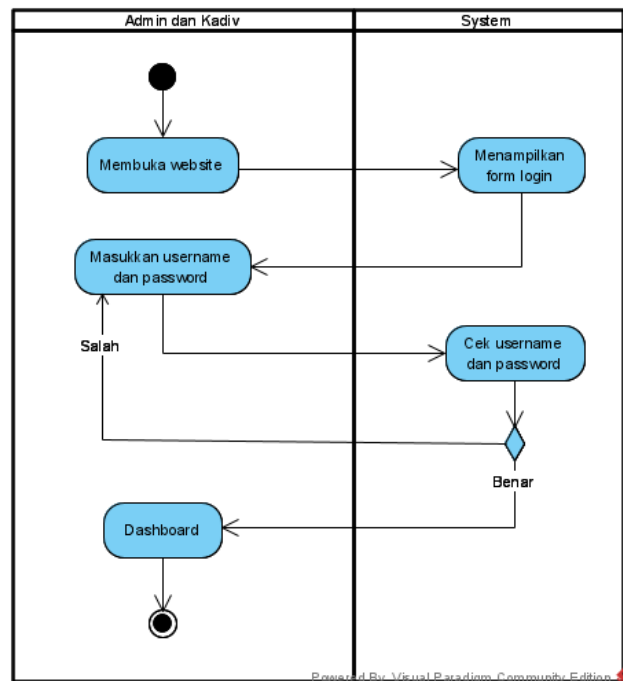 Admin dan Kadiv
System
Membuka website
Menampilkan
form login
Masukkan username
dan password
Salah
Cek username
dan password
Benar
Dashboard
Powered By Visual Paradigm Community Edition